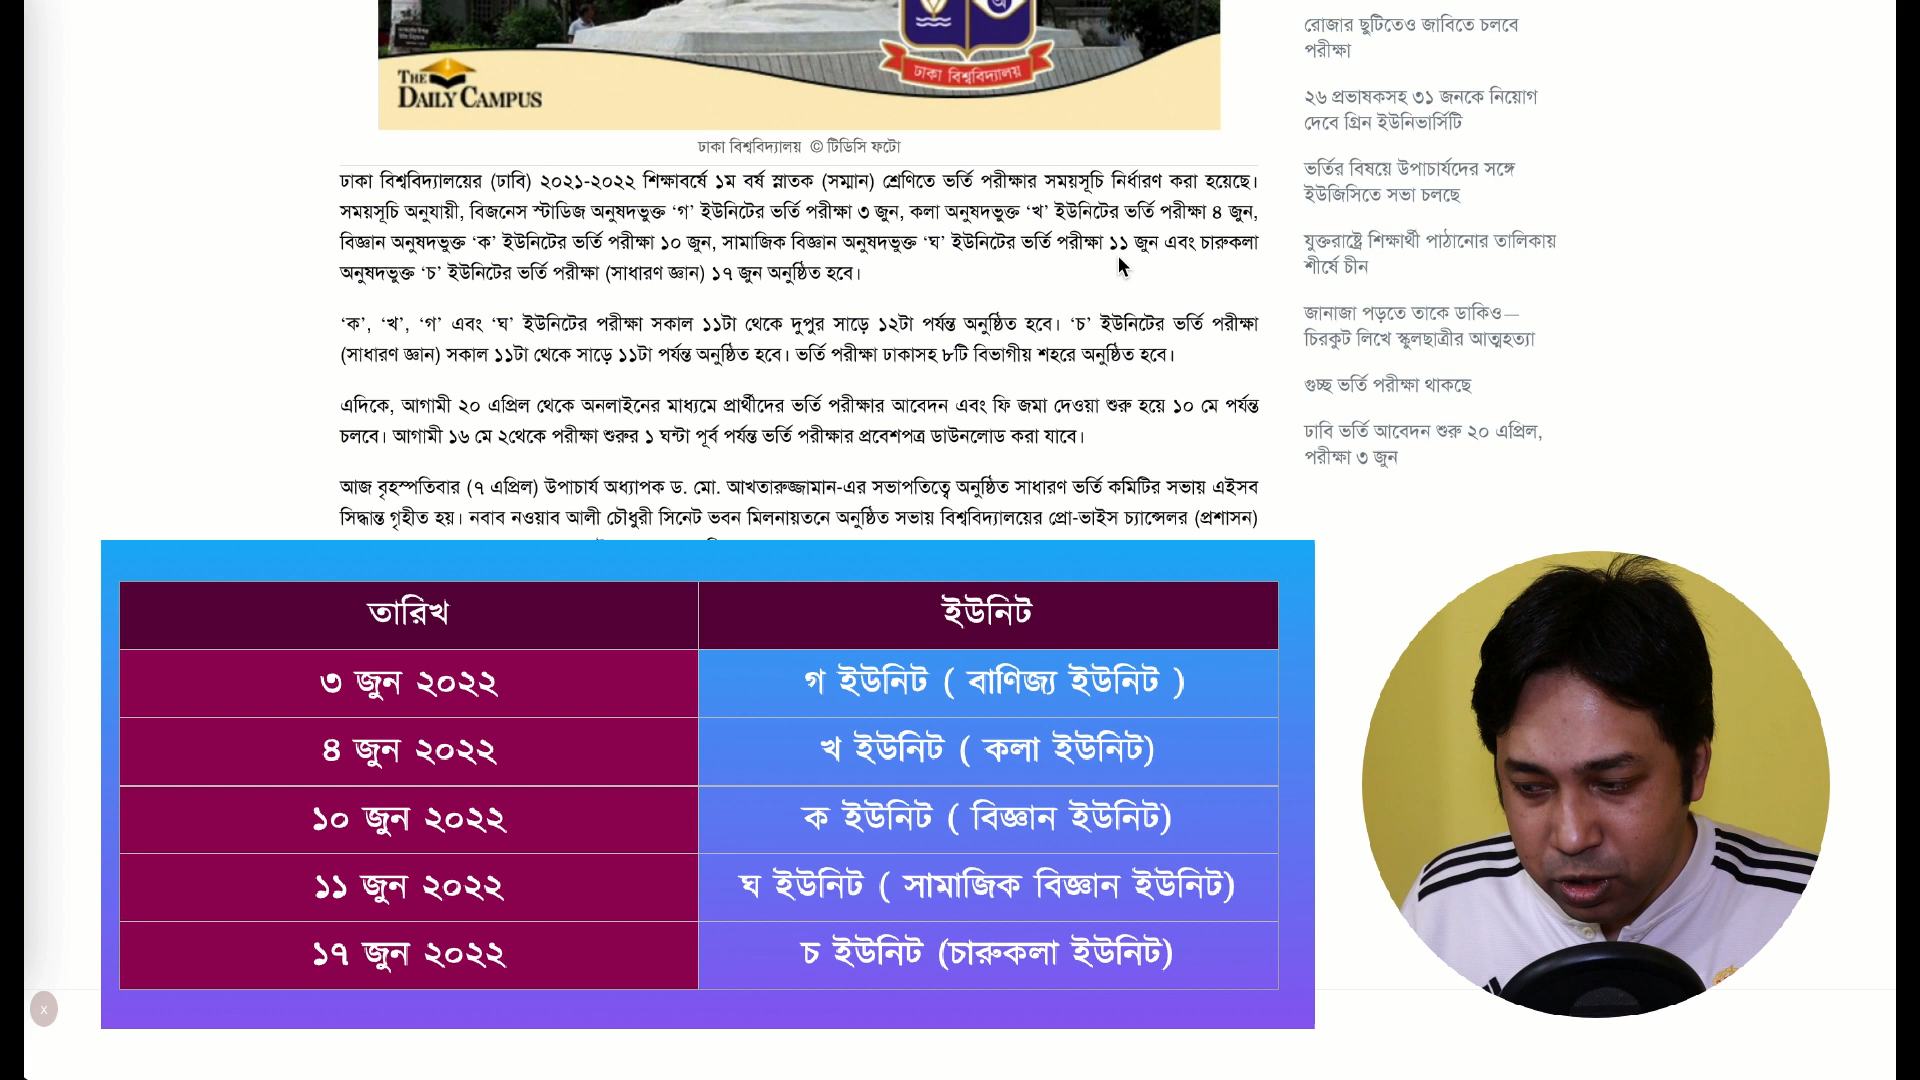 ঢাকা বিশ্ববিদ্যালয়
THE
DAILY CAMPUS
ঢাকা বিশ্ববিদ্যালয় © টিডিসি ফটো
ঢাকা বিশ্ববিদ্যালয়ের (ঢাবি) ২০২১-২০২২ শিক্ষাবর্ষে ১ম বর্ষ স্নাতক (সম্মান) শ্রেণিতে ভর্তি পরীক্ষার সময়সূচি নির্ধারণ করা হয়েছে।
সময়সূচি অনুযায়ী, বিজনেস স্টাডিজ অনুষদভুক্ত ‘গ’ ইউনিটের ভর্তি পরীক্ষা ৩ জুন, কলা অনুষদভুক্ত ‘খ’ ইউনিটের ভর্তি পরীক্ষা ৪ জুন,
বিজ্ঞান অনুষদভুক্ত ‘ক’ ইউনিটের ভর্তি পরীক্ষা ১০ জুন, সামাজিক বিজ্ঞান অনুষদভুক্ত ‘ঘ’ ইউনিটের ভর্তি পরীক্ষা ১১ জুন এবং চারুকলা
অনুষদভুক্ত ‘চ’ ইউনিটের ভর্তি পরীক্ষা (সাধারণ জ্ঞান) ১৭ জুন অনুষ্ঠিত হবে।
‘ক’, ‘খ’, ‘গ’ এবং ‘ঘ’ ইউনিটের পরীক্ষা সকাল ১১টা থেকে দুপুর সাড়ে ১২টা পর্যন্ত অনুষ্ঠিত হবে। ‘চ’ ইউনিটের ভর্তি পরীক্ষা
(সাধারণ জ্ঞান) সকাল ১১টা থেকে সাড়ে ১১টা পর্যন্ত অনুষ্ঠিত হবে। ভর্তি পরীক্ষা ঢাকাসহ ৮টি বিভাগীয় শহরে অনুষ্ঠিত হবে।
এদিকে, আগামী ২০ এপ্রিল থেকে অনলাইনের মাধ্যমে প্রার্থীদের ভর্তি পরীক্ষার আবেদন এবং ফি জমা দেওয়া শুরু হয়ে ১০ মে পর্যন্ত
চলবে। আগামী ১৬ মে ২থেকে পরীক্ষা শুরুর ১ ঘন্টা পূর্ব পর্যন্ত ভর্তি পরীক্ষার প্রবেশপত্র ডাউনলোড করা যাবে।
আজ বৃহস্পতিবার (৭ এপ্রিল) উপাচার্য অধ্যাপক ড. মো. আখতারুজ্জামান-এর সভাপতিত্বে অনুষ্ঠিত সাধারণ ভর্তি কমিটির সভায় এইসব
সিদ্ধান্ত গৃহীত হয়। নবাব নওয়াব আলী চৌধুরী সিনেট ভবন মিলনায়তনে অনুষ্ঠিত সভায় বিশ্ববিদ্যালয়ের প্রো-ভাইস চ্যান্সেলর (প্রশাসন)
রোজার ছুটিতেও জাবিতে চলবে
পরীক্ষা
২৬ প্রভাষকসহ ৩১ জনকে নিয়োগ
দেবে গ্রিন ইউনিভার্সিটি
ভর্তির বিষয়ে উপাচার্যদের সঙ্গে
ইউজিসিতে সভা চলছে
যুক্তরাষ্ট্রে শিক্ষার্থী পাঠানোর তালিকায়
শীর্ষে চীন
জানাজা পড়তে তাকে ডাকিও—
চিরকুট লিখে স্কুলছাত্রীর আত্মহত্যা
গুচ্ছ ভর্তি পরীক্ষা থাকছে
ঢাবি ভর্তি আবেদন শুরু ২০ এপ্রিল,
পরীক্ষা ৩ জুন
তারিখ ইউনিট
৩ জুন ২০২২ গ ইউনিট ( বাণিজ্য ইউনিট )
৪ জুন ২০২২ খ ইউনিট ( কলা ইউনিট)
১০ জুন ২০২২ ক ইউনিট ( বিজ্ঞান ইউনিট)
১১ জুন ২০২২ ঘ ইউনিট ( সামাজিক বিজ্ঞান ইউনিট)
১৭ জুন ২০২২ চ ইউনিট (চারুকলা ইউনিট)
x